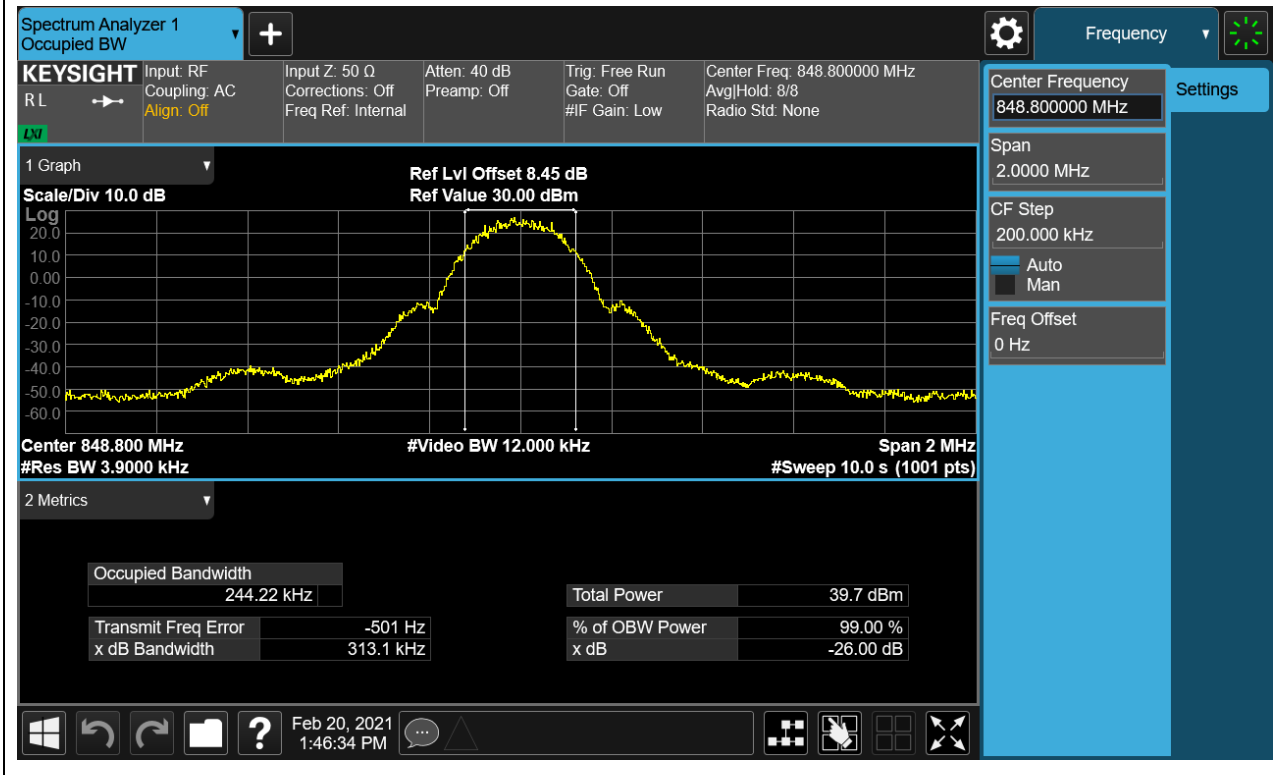 Spectrum Analyzer 1
Occupied BW
Frequency
KEYSIGHT
R L
LXI
Input: RF
Coupling: AC
Align: Off
Input Z: 50 Ω
Corrections: Off
Freq Ref: Internal
Atten: 40 dB
Preamp: Off
Trig: Free Run
Gate: Off
#IF Gain: Low
Center Freq: 848.800000 MHz
Avg|Hold: 8/8
Radio Std: None
Center Frequency
848.800000 MHz
Settings
Span
2.0000 MHz
CF Step
200.000 kHz
Auto
Man
Freq Offset
0 Hz
1 Graph
Ref Lvl Offset 8.45 dB
Scale/Div 10.0 dB
Ref Value 30.00 dBm
Log
20.0
10.0
0.00
-10.0
-20.0
-30.0
-40.0
-50.0
-60.0
Center 848.800 MHz
#Video BW 12.000 kHz
Span 2 MHz
#Res BW 3.9000 kHz
#Sweep 10.0 s (1001 pts)
2 Metrics
Occupied Bandwidth
244.22 kHz
Total Power 39.7 dBm
Transmit Freq Error -501 Hz
% of OBW Power 99.00 %
x dB Bandwidth 313.1 kHz
x dB -26.00 dB
?
Feb 20, 2021
1:46:34 PM